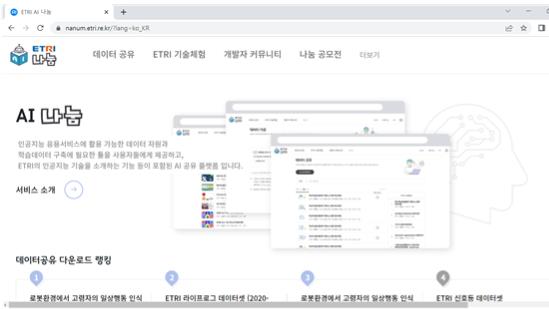 ETRI AI 나눔
nanum.etri.re.kr/?lang=ko_KR
ETRI 나눔
데이터 공유 ETRI 기술체험 개발자 커뮤니티 나눔 공모전 더보기
AI 나눔
인공지능 응용서비스에 활용 가능한 데이터 자원과
학습데이터 구축에 필요한 툴을 사용자들에게 제공하고,
ETRI의 인공지능 기술을 소개하는 기능 등이 포함된 AI 공유 플랫폼 입니다.
서비스 소개
데이터 공유
데이터공유 다운로드 랭킹
1 2 3 4
로봇환경에서 고령자의 일상행동 인식 ETRI 라이프로그 데이터셋 (2020- 로봇환경에서 고령자의 일상행동 인식 ETRI 신호등 데이터셋